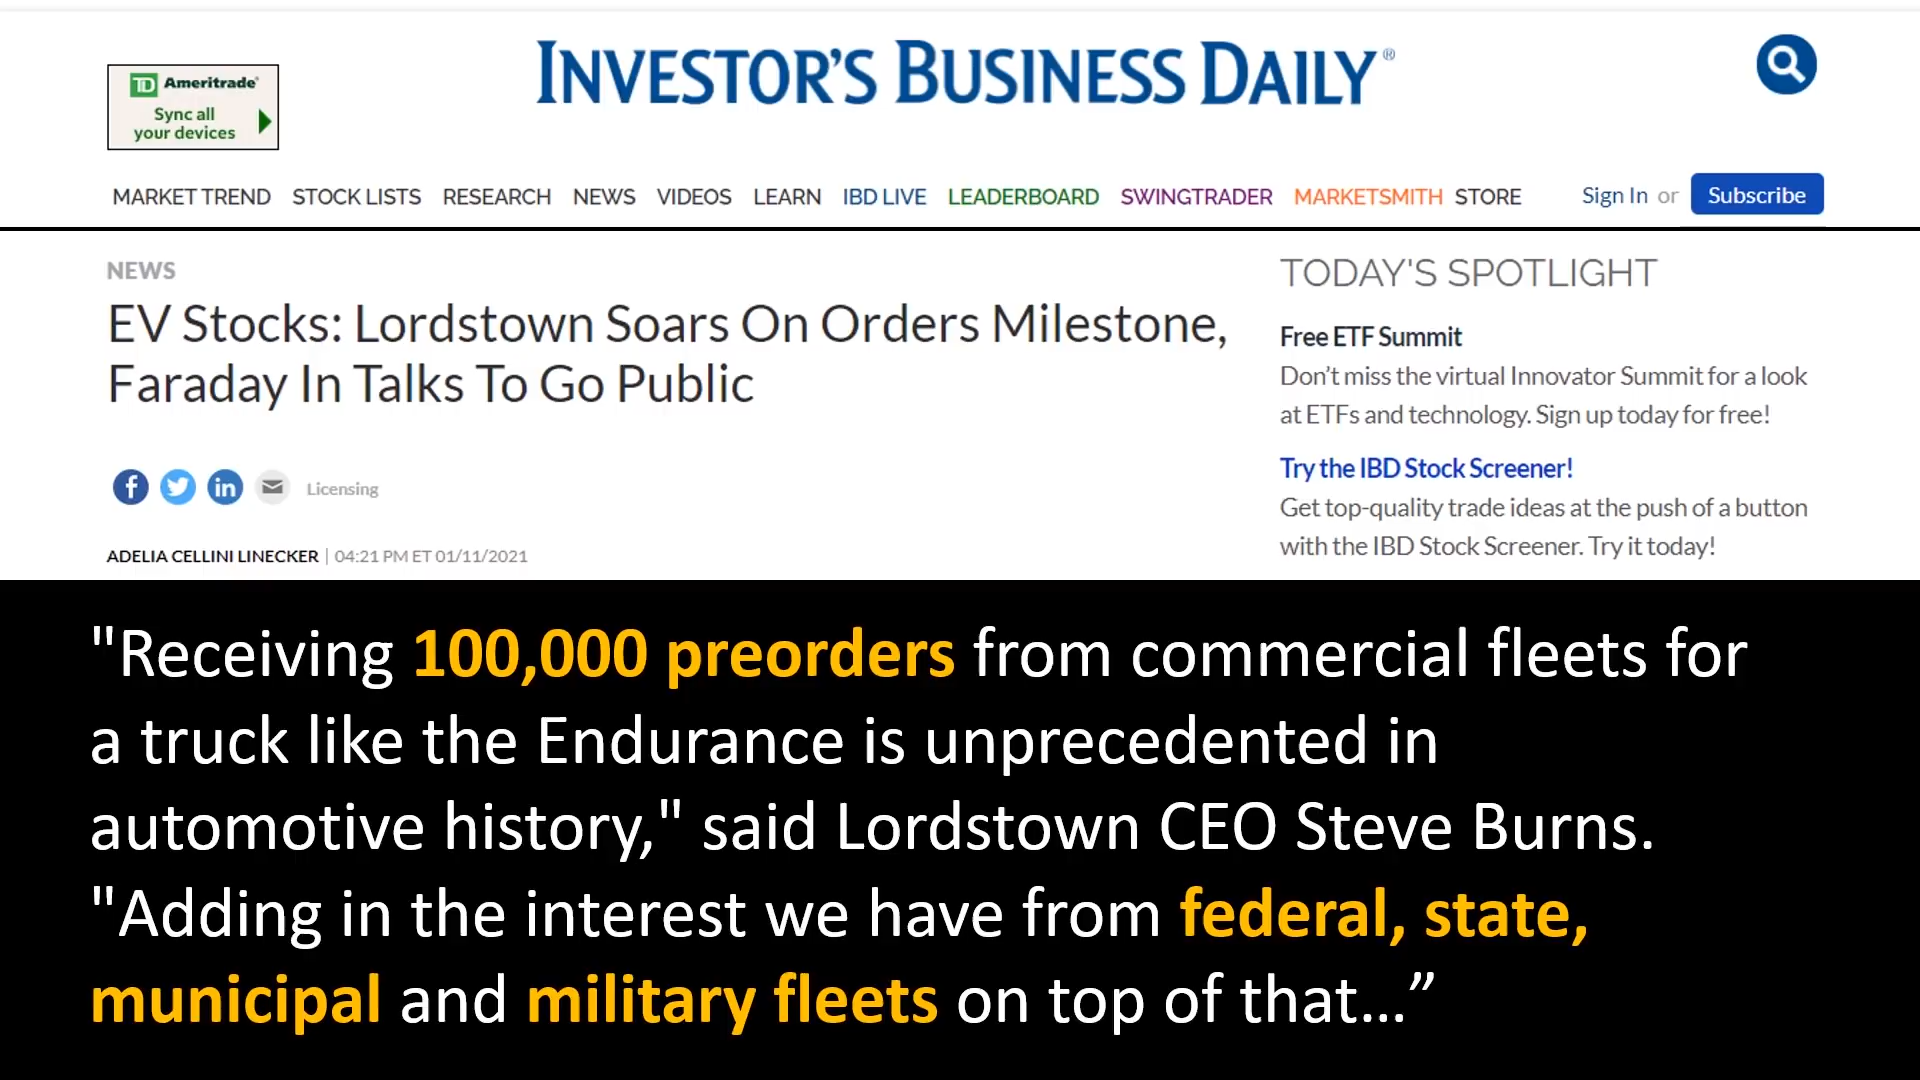 TD Ameritrade
Sync all
your devices
INVESTOR'S BUSINESS DAILY®
MARKET TREND STOCK LISTS RESEARCH NEWS VIDEOS LEARN IBD LIVE LEADERBOARD SWINGTRADER MARKETSMITH STORE Sign In or Subscribe
NEWS
EV Stocks: Lordstown Soars On Orders Milestone,
Faraday In Talks To Go Public
f in Licensing
ADELIA CELLINI LINECKER | 04:21 PM ET 01/11/2021
TODAY'S SPOTLIGHT
Free ETF Summit
Don't miss the virtual Innovator Summit for a look
at ETFs and technology. Sign up today for free!
Try the IBD Stock Screener!
Get top-quality trade ideas at the push of a button
with the IBD Stock Screener. Try it today!
"Receiving 100,000 preorders from commercial fleets for
a truck like the Endurance is unprecedented in
automotive history," said Lordstown CEO Steve Burns.
"Adding in the interest we have from federal, state,
municipal and military fleets on top of that…”